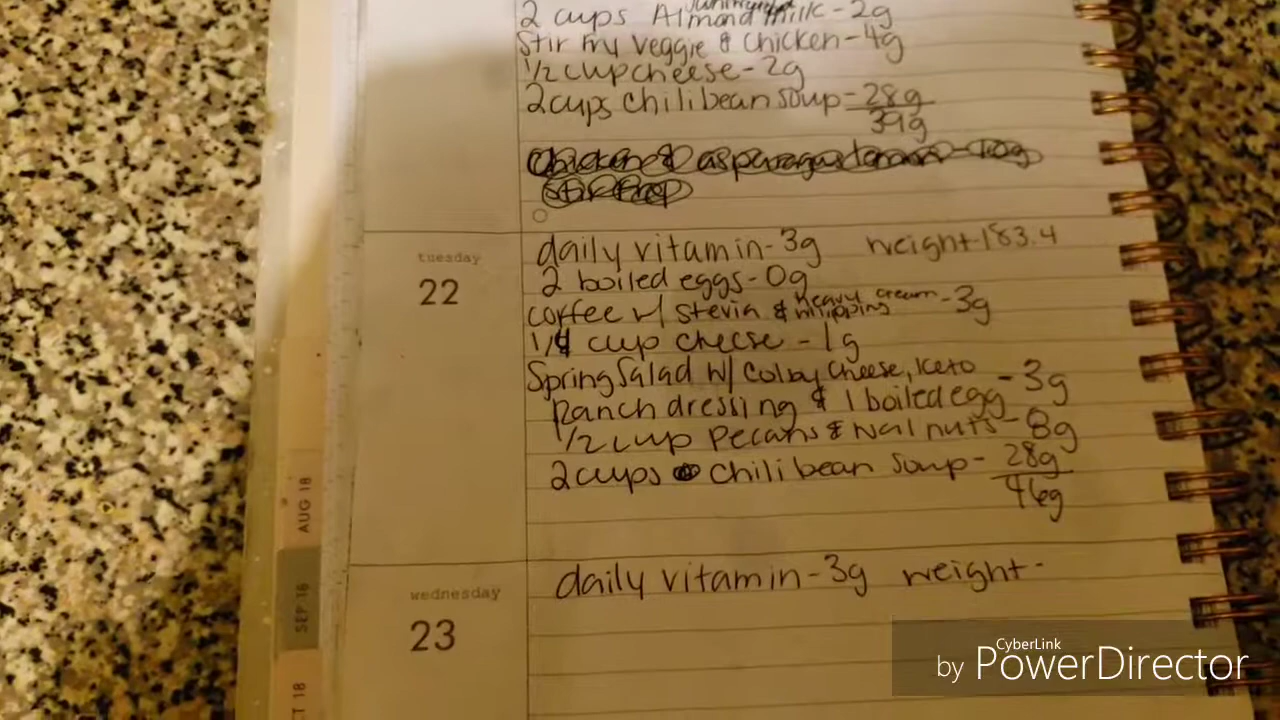 2 cups Almond Milk - 2g
Stir Fry Veggie & Chicken - 4g
1/2 cup cheese - 2g
2 cups chili bean soup - 28g
39g
tuesday
22
daily vitamin - 3g weight - 183.4
2 boiled eggs - 0g
coffee w/ stevia & heavy whipping cream - 3g
1/4 cup cheese - 1g
Spring Salad w/ Colby Cheese, Keto
Ranch dressing & 1 boiled egg - 3g
1/2 cup pecans & walnuts - 8g
2 cups chili bean soup - 28g
46g
wednesday
23
daily vitamin - 3g weight -
AUG 18
SEP 18
CT 18
CyberLink
by PowerDirector